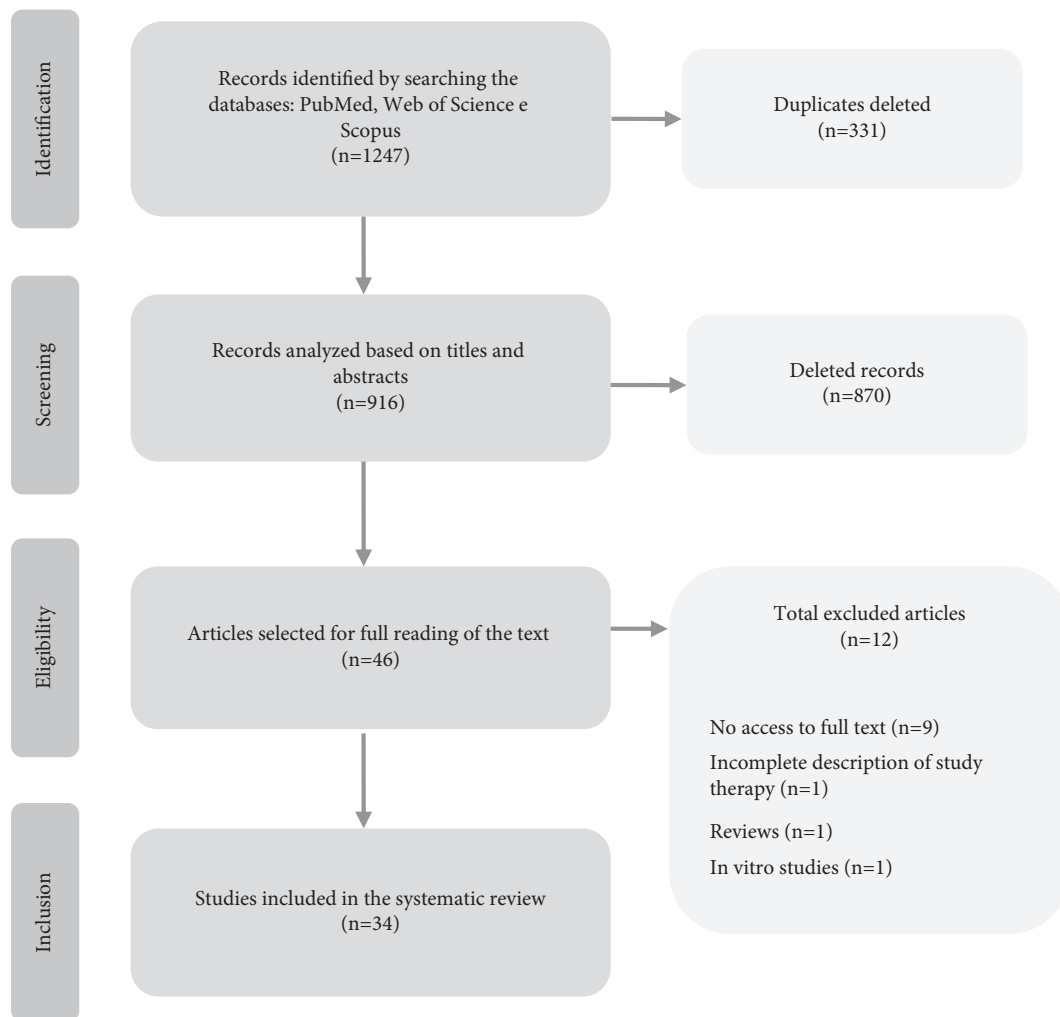 Identification
Records identified by searching the
databases: PubMed, Web of Science e
Scopus
(n=1247)
Duplicates deleted
(n=331)
Screening
Records analyzed based on titles and
abstracts
(n=916)
Deleted records
(n=870)
Eligibility
Articles selected for full reading of the text
(n=46)
Total excluded articles
(n=12)
No access to full text (n=9)
Incomplete description of study
therapy (n=1)
Reviews (n=1)
In vitro studies (n=1)
Inclusion
Studies included in the systematic review
(n=34)